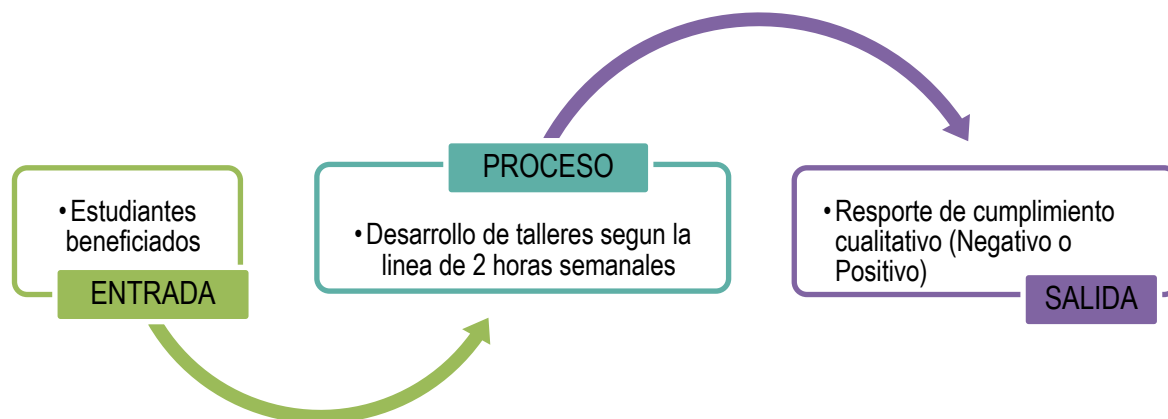 • Estudiantes
beneficiados
ENTRADA
PROCESO
• Desarrollo de talleres segun la
linea de 2 horas semanales
• Resporte de cumplimiento
cualitativo (Negativo o
Positivo)
SALIDA